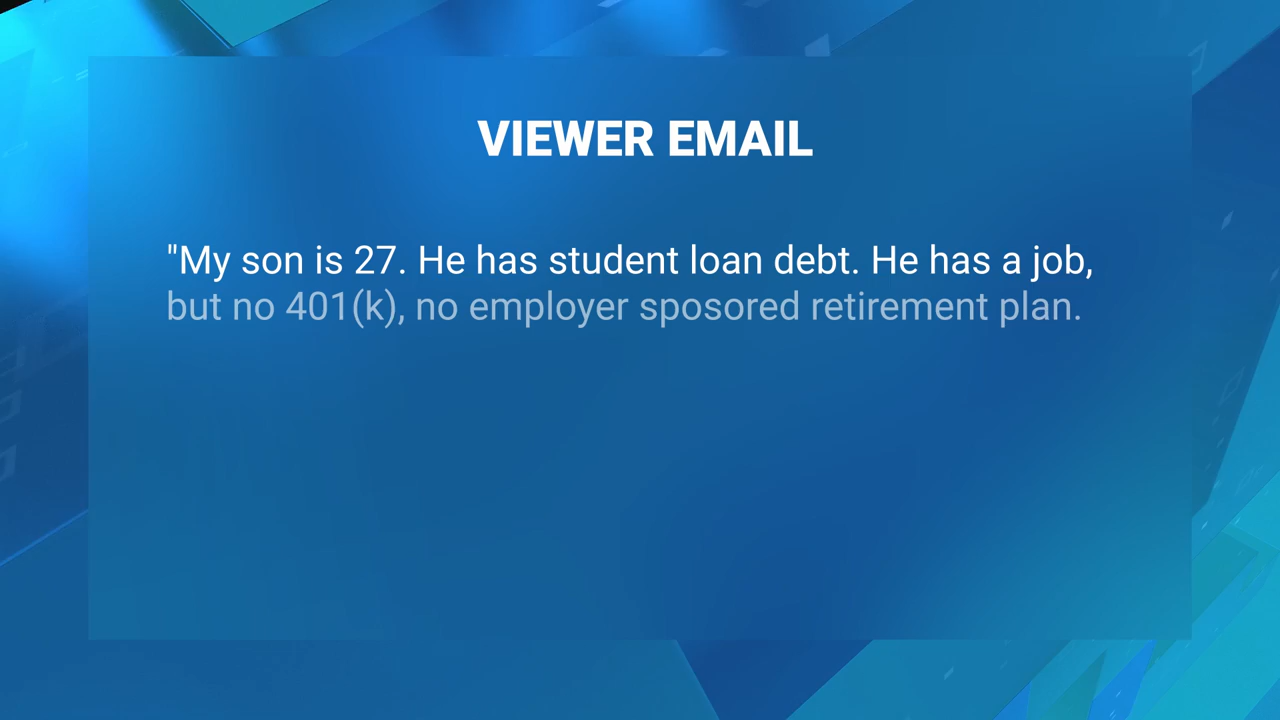 VIEWER EMAIL
"My son is 27. He has student loan debt. He has a job,
but no 401(k), no employer sposored retirement plan.